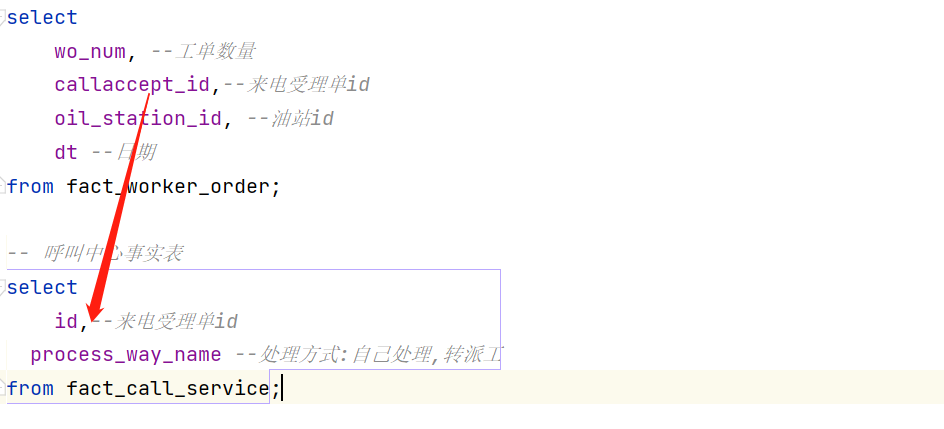 select
wo_num, --工单数量
callaccept_id,--来电受理单id
oil_station_id, --油站id
dt --日期
from fact_worker_order;
-- 呼叫中心事实表
select
id,--来电受理单id
process_way_name --处理方式:自己处理,转派工
from fact_call_service;